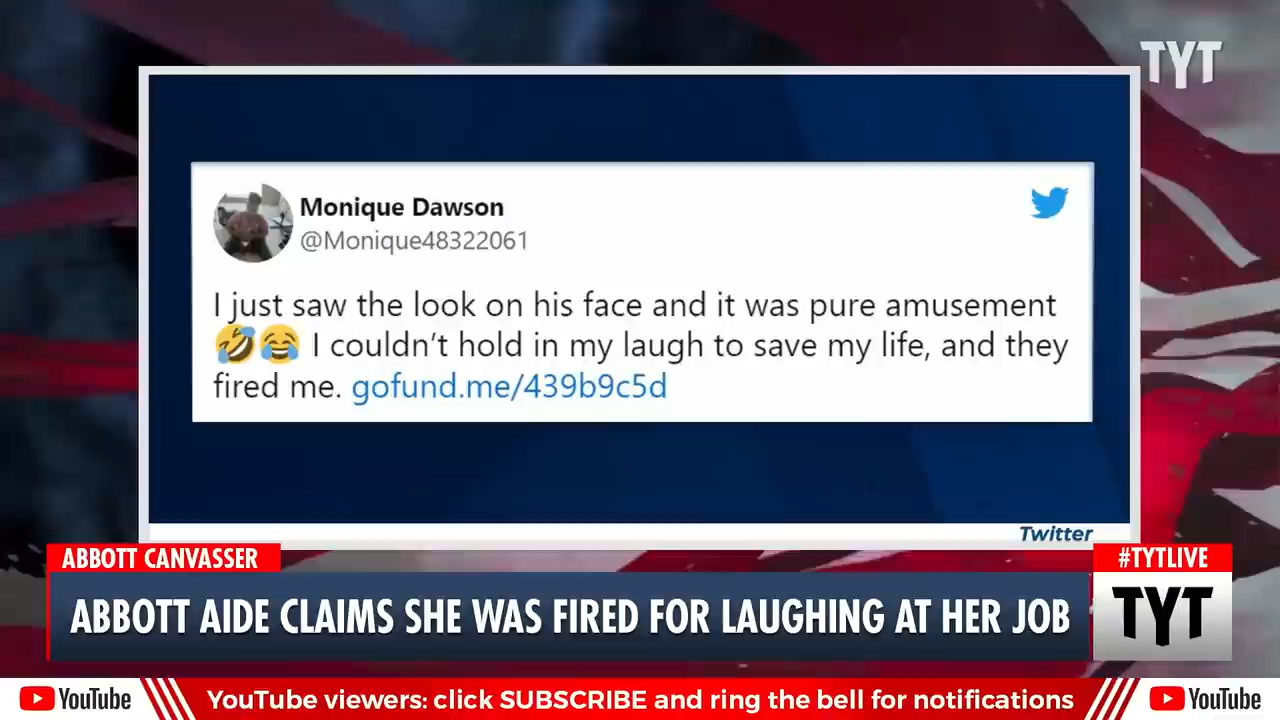 TYT
Monique Dawson
@Monique48322061
I just saw the look on his face and it was pure amusement
🤣😂 I couldn't hold in my laugh to save my life, and they
fired me. gofund.me/439b9c5d
Twitter
ABBOTT CANVASSER
#TYTLIVE
ABBOTT AIDE CLAIMS SHE WAS FIRED FOR LAUGHING AT HER JOB
TYT
YouTube
YouTube viewers: click SUBSCRIBE and ring the bell for notifications
YouTube